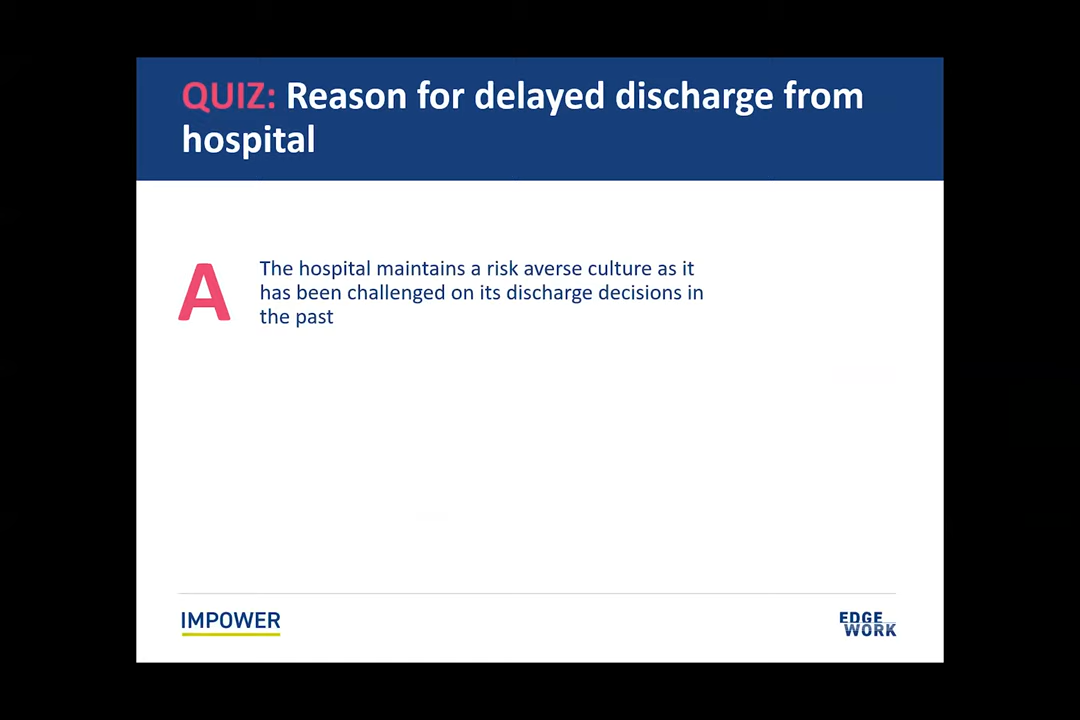 QUIZ: Reason for delayed discharge from
hospital
A
The hospital maintains a risk averse culture as it
has been challenged on its discharge decisions in
the past
IMPOWER
EDGE
WORK